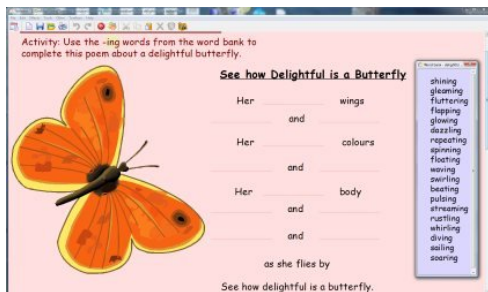 Activity: Use the -ing words from the word bank to
complete this poem about a delightful butterfly.
See how Delightful is a Butterfly
Her wings
and
Her colours
and
Her body
and
and
as she flies by
See how delightful is a butterfly.
shining
gleaming
fluttering
flapping
glowing
dazzling
repeating
spinning
floating
waving
swirling
beating
pulsing
streaming
rustling
whirling
diving
sailing
soaring